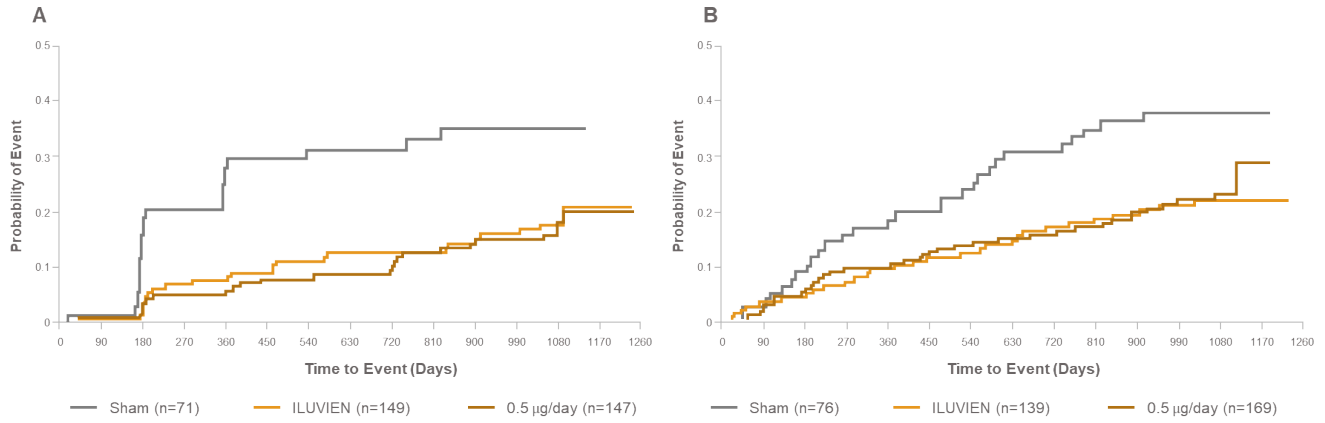 A
Probability of Event
0.5
0.4
0.3
0.2
0.1
0
0 90 180 270 360 450 540 630 720 810 900 990 1080 1170 1260
Time to Event (Days)
Sham (n=71) ILUVIEN (n=149) 0.5 μg/day (n=147)
B
Probability of Event
0.5
0.4
0.3
0.2
0.1
0
0 90 180 270 360 450 540 630 720 810 900 990 1080 1170 1260
Time to Event (Days)
Sham (n=76) ILUVIEN (n=139) 0.5 μg/day (n=169)